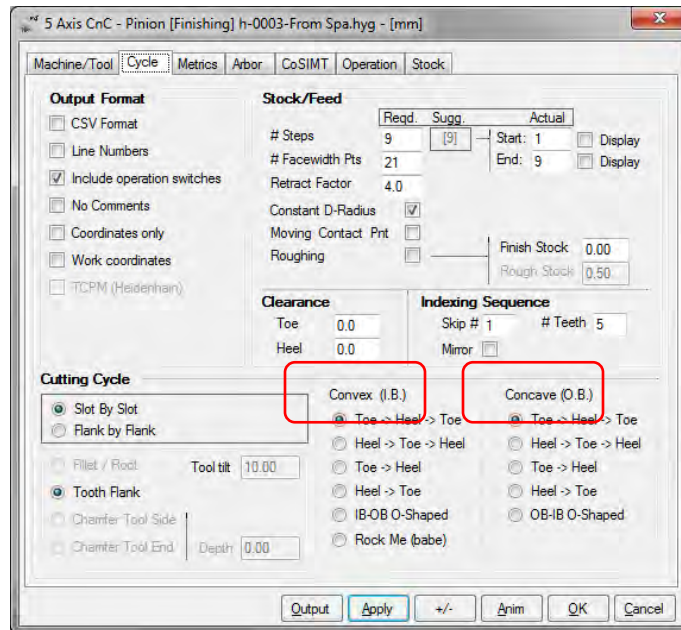 5 Axis CnC - Pinion [Finishing] h-0003-From Spa.hyg - [mm]
Machine/Tool Cycle Metrics Arbor CoSIMT Operation Stock
Output Format
CSV Format
Line Numbers
Include operation switches
No Comments
Coordinates only
Work coordinates
TCPM (Heidenhain)
Stock/Feed
Reqd. Sugg. Actual
# Steps 9 [9] Start: 1 Display
# Facewidth Pts 21 End: 9 Display
Retract Factor 4.0
Constant D-Radius
Moving Contact Pnt
Roughing Finish Stock 0.00
Rough Stock 0.50
Clearance
Toe 0.0
Heel 0.0
Indexing Sequence
Skip # 1 # Teeth 5
Mirror
Cutting Cycle
Slot By Slot
Flank by Flank
Fillet / Root Tool tilt 10.00
Tooth Flank
Chamfer Tool Side
Chamfer Tool End Depth 0.00
Convex (I.B.)
Toe -> Heel -> Toe
Heel -> Toe -> Heel
Toe -> Heel
Heel -> Toe
IB-OB O-Shaped
Rock Me (babe)
Concave (O.B.)
Toe -> Heel -> Toe
Heel -> Toe -> Heel
Toe -> Heel
Heel -> Toe
OB-IB O-Shaped
Output Apply +/- Anim OK Cancel